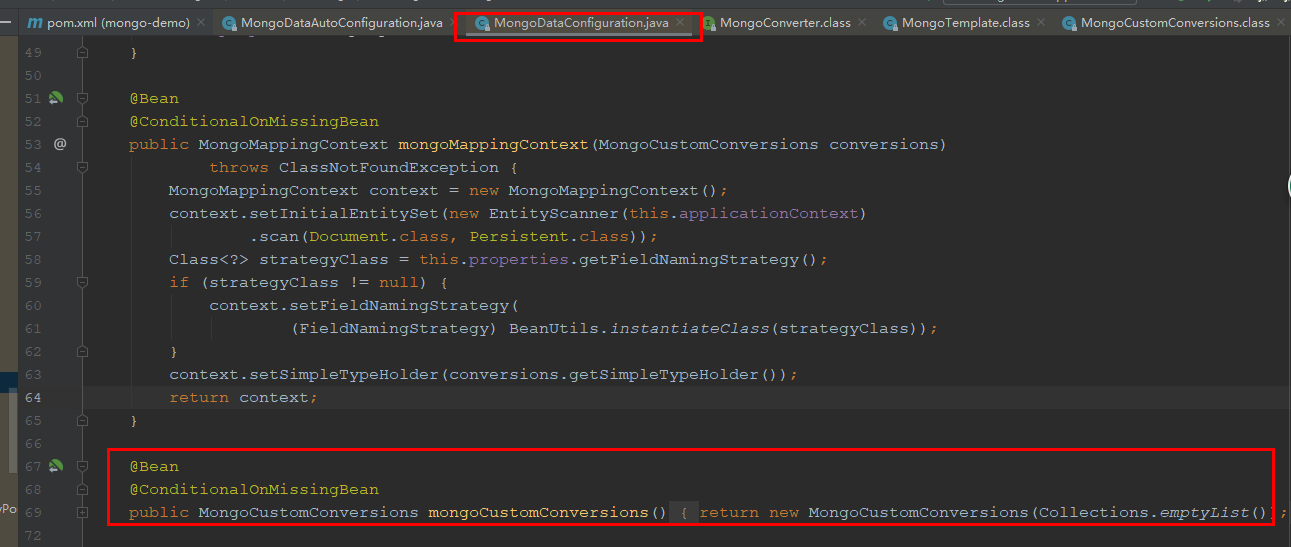 pom.xml (mongo-demo) MongoDataAutoConfiguration.java MongoDataConfiguration.java MongoConverter.class MongoTemplate.class MongoCustomConversions.class
49 }
50
51 @Bean
52 @ConditionalOnMissingBean
53 @ public MongoMappingContext mongoMappingContext(MongoCustomConversions conversions)
54 throws ClassNotFoundException {
55 MongoMappingContext context = new MongoMappingContext();
56 context.setInitialEntitySet(new EntityScanner(this.applicationContext)
57 .scan(Document.class, Persistent.class));
58 Class<?> strategyClass = this.properties.getFieldNamingStrategy();
59 if (strategyClass != null) {
60 context.setFieldNamingStrategy(
61 (FieldNamingStrategy) BeanUtils.instantiateClass(strategyClass));
62 }
63 context.setSimpleTypeHolder(conversions.getSimpleTypeHolder());
64 return context;
65 }
66
67 @Bean
68 @ConditionalOnMissingBean
69 public MongoCustomConversions mongoCustomConversions() { return new MongoCustomConversions(Collections.emptyList());
72